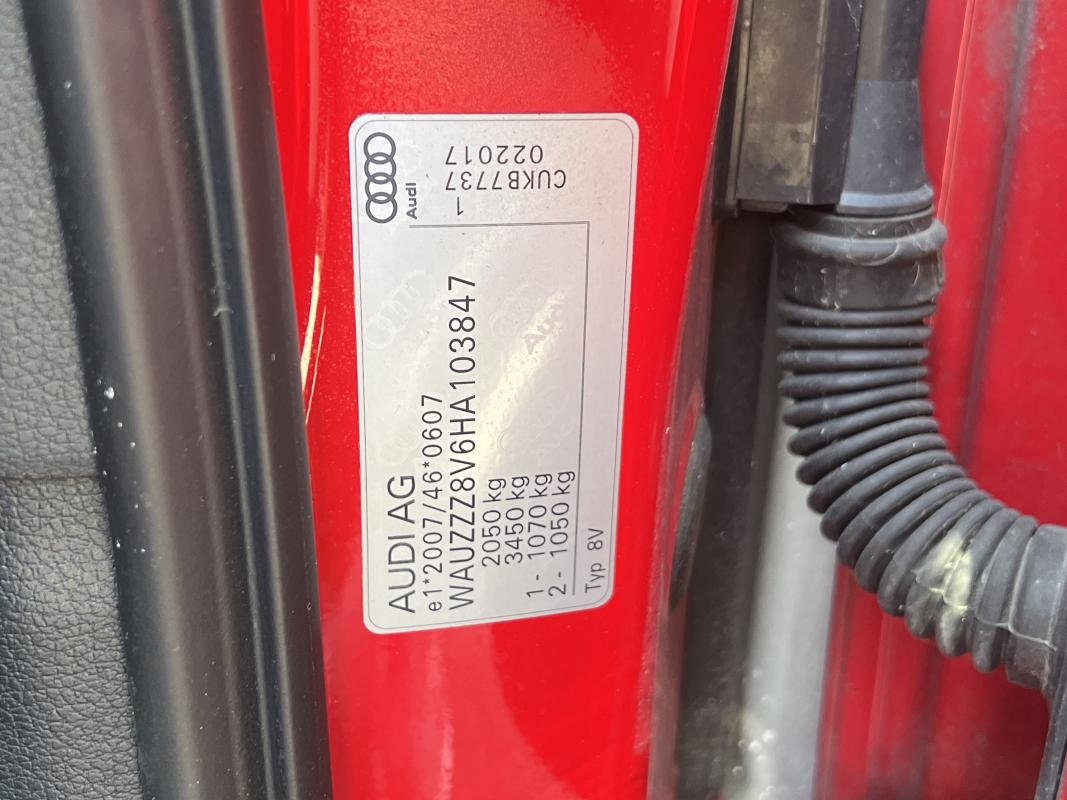 AUDI AG
e1*2007/46*0607
WAUZZZ8V6HA103847
2050 kg
3450 kg
1- 1070 kg
2- 1050 kg
Typ 8V
Audi
1
CUKB7737
022017
Audi